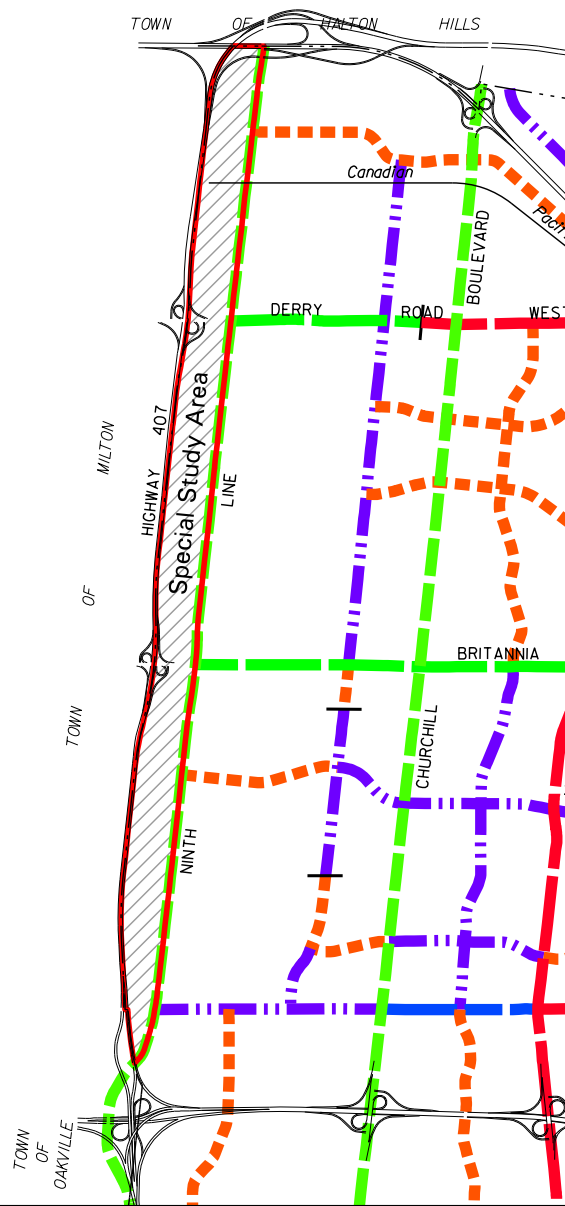 TOWN OF HALTON HILLS
Canadian
BOULEVARD
DERRY ROAD WEST
HIGHWAY 407
Special Study Area
NINTH LINE
TOWN OF MILTON
BRITANNIA
CHURCHILL
TOWN
OF
OAKVILLE